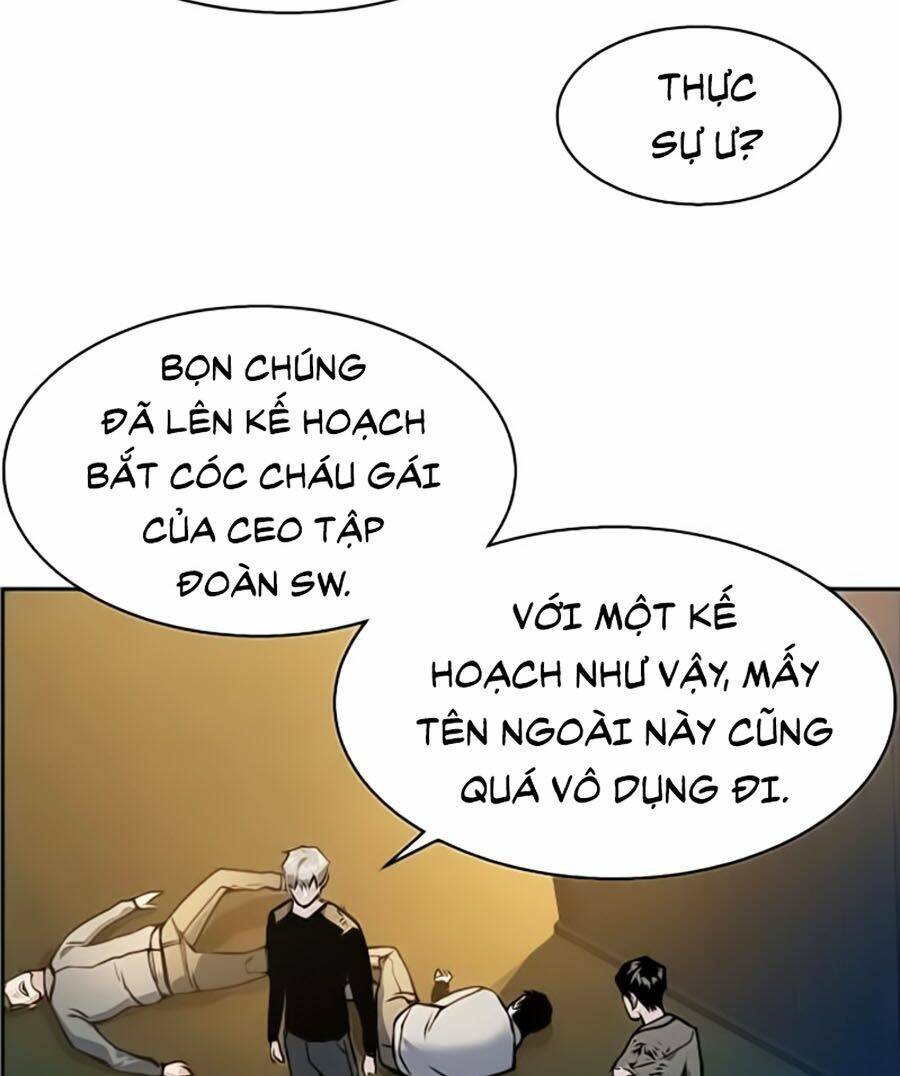 THỰC
SỰ Ư?
BỌN CHÚNG
ĐÃ LÊN KẾ HOẠCH
BẮT CÓC CHÁU GÁI
CỦA CEO TẬP
ĐOÀN SW.
VỚI MỘT KẾ
HOẠCH NHƯ VẬY, MẤY
TÊN NGOÀI NÀY CŨNG
QUÁ VÔ DỤNG ĐI.